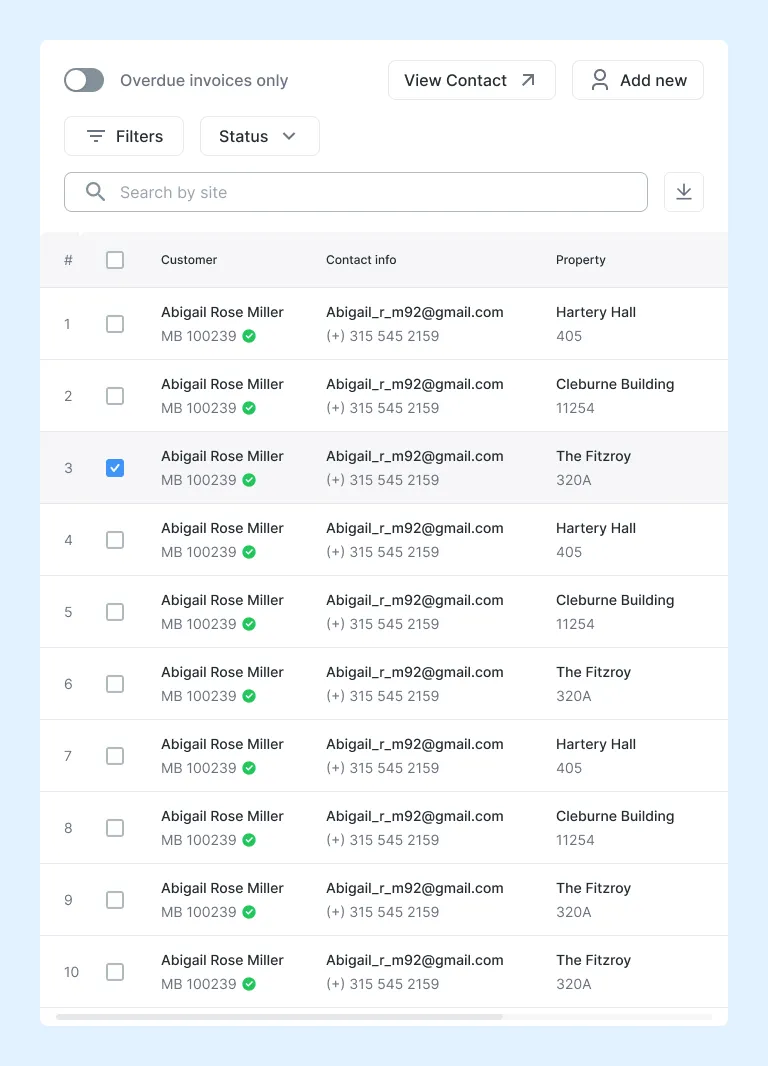 Overdue invoices only View Contact Add new
Filters Status
Search by site
# Customer Contact info Property
Abigail Rose Miller Abigail_r_m92@gmail.com Hartery Hall
1 MB 100239 (+) 315 545 2159 405
Abigail Rose Miller Abigail_r_m92@gmail.com Cleburne Building
2 MB 100239 (+) 315 545 2159 11254
Abigail Rose Miller Abigail_r_m92@gmail.com The Fitzroy
3 MB 100239 (+) 315 545 2159 320A
Abigail Rose Miller Abigail_r_m92@gmail.com Hartery Hall
4 MB 100239 (+) 315 545 2159 405
Abigail Rose Miller Abigail_r_m92@gmail.com Cleburne Building
5 MB 100239 (+) 315 545 2159 11254
Abigail Rose Miller Abigail_r_m92@gmail.com The Fitzroy
6 MB 100239 (+) 315 545 2159 320A
Abigail Rose Miller Abigail_r_m92@gmail.com Hartery Hall
7 MB 100239 (+) 315 545 2159 405
Abigail Rose Miller Abigail_r_m92@gmail.com Cleburne Building
8 MB 100239 (+) 315 545 2159 11254
Abigail Rose Miller Abigail_r_m92@gmail.com The Fitzroy
9 MB 100239 (+) 315 545 2159 320A
Abigail Rose Miller Abigail_r_m92@gmail.com The Fitzroy
10 MB 100239 (+) 315 545 2159 320A